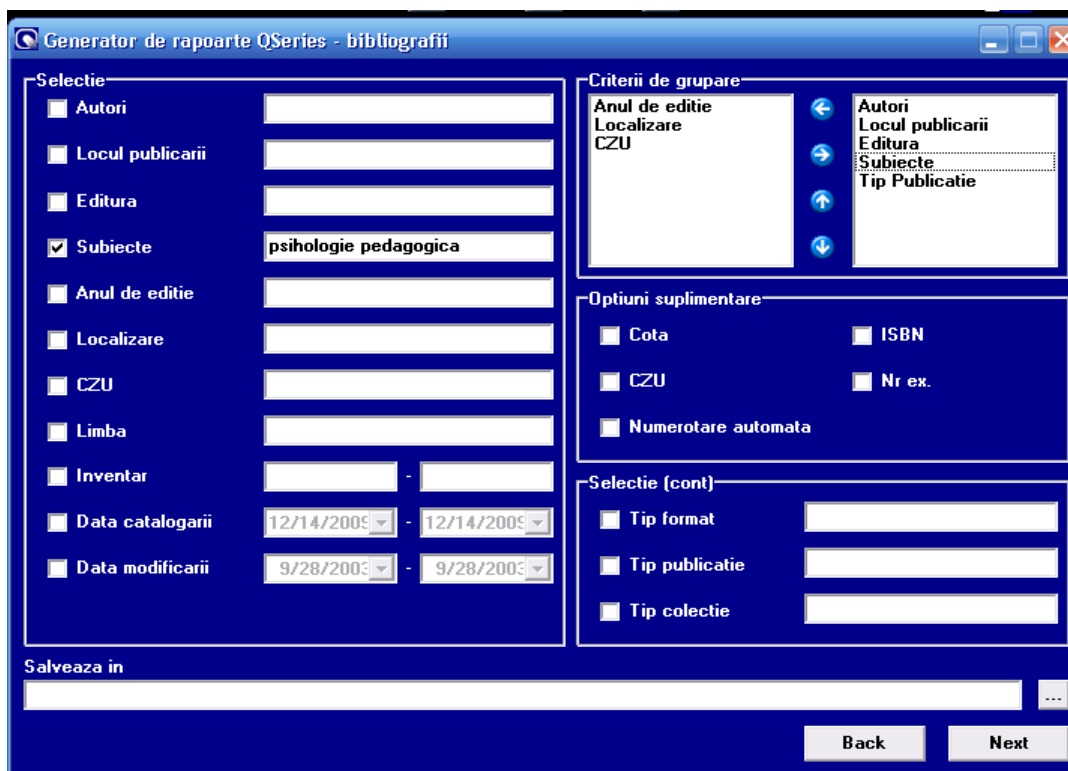 Generator de rapoarte QSeries - bibliografii
Selectie
Autori
Locul publicarii
Editura
Subiecte psihologie pedagogica
Anul de editie
Localizare
CZU
Limba
Inventar -
Data catalogarii 12/14/2009 - 12/14/2009
Data modificarii 9/28/2003 - 9/28/2003
Criterii de grupare
Anul de editie
Localizare
CZU
Autori
Locul publicarii
Editura
Subiecte
Tip Publicatie
Optiuni suplimentare
Cota ISBN
CZU Nr ex.
Numerotare automata
Selectie (cont)
Tip format
Tip publicatie
Tip colectie
Salveaza in
...
Back Next